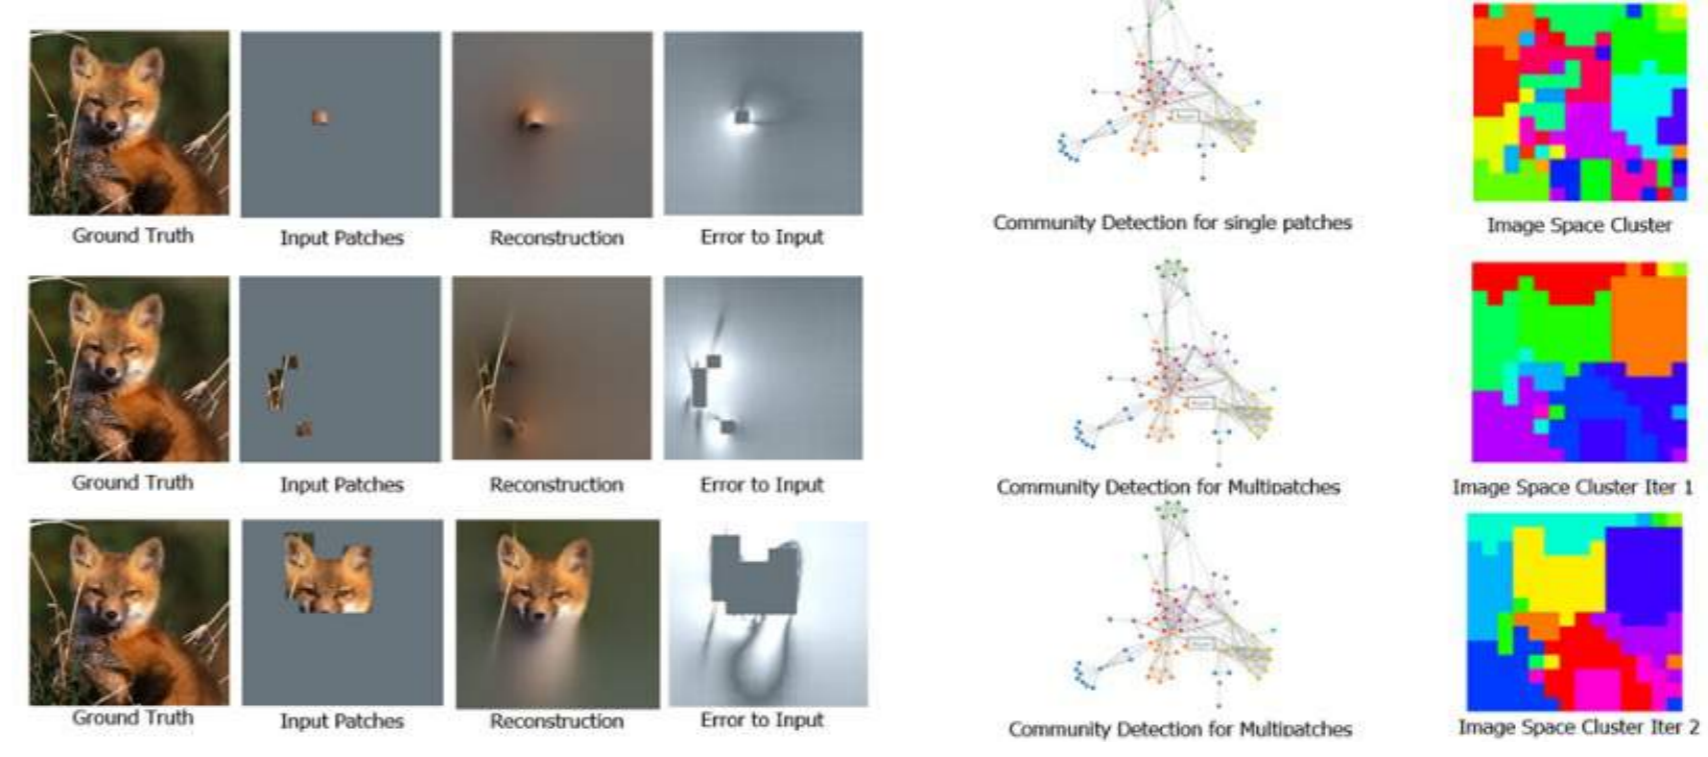 Ground Truth
Input Patches
Reconstruction
Error to Input
Community Detection for single patches
Image Space Cluster
Ground Truth
Input Patches
Reconstruction
Error to Input
Community Detection for Multipatches
Image Space Cluster Iter 1
Ground Truth
Input Patches
Reconstruction
Error to Input
Community Detection for Multipatches
Image Space Cluster Iter 2